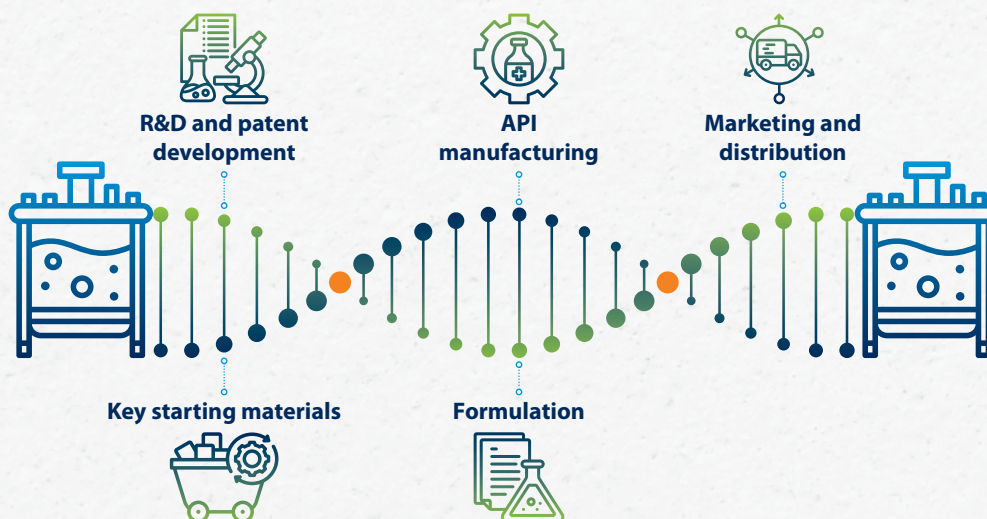 R&D and patent
development
API
manufacturing
Marketing and
distribution
Key starting materials
Formulation